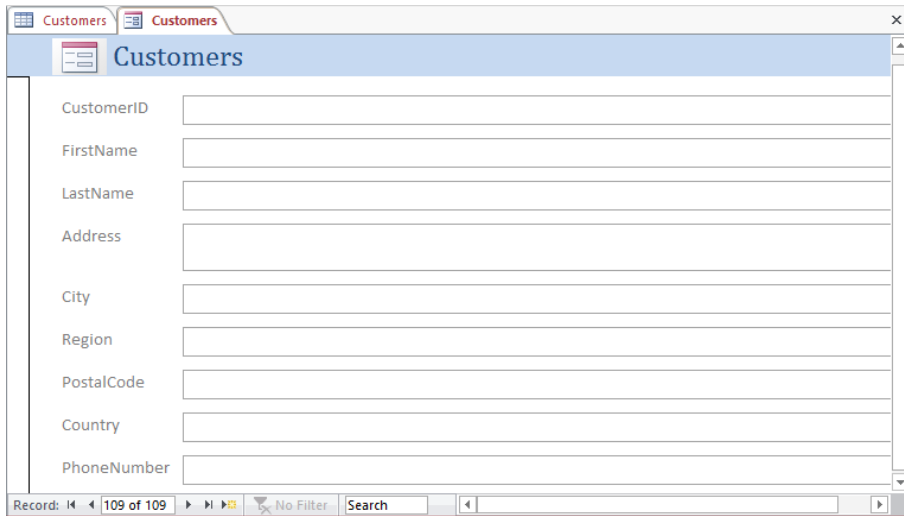 Customers Customers
Customers
CustomerID
FirstName
LastName
Address
City
Region
PostalCode
Country
PhoneNumber
Record: 109 of 109 No Filter Search